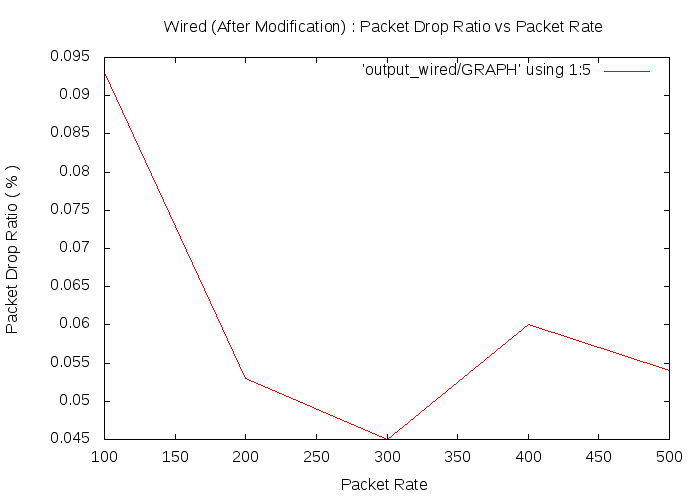 Wired (After Modification) : Packet Drop Ratio vs Packet Rate
'output_wired/GRAPH' using 1:5
Packet Drop Ratio ( % )
0.095
0.09
0.085
0.08
0.075
0.07
0.065
0.06
0.055
0.05
0.045
100 150 200 250 300 350 400 450 500
Packet Rate